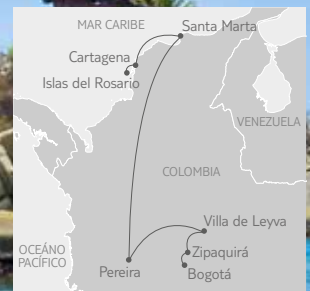 MAR CARIBE
Santa Marta
Cartagena
Islas del Rosario
VENEZUELA
COLOMBIA
Villa de Leyva
OCEÁNO
PACÍFICO
Zipaquirá
Pereira
Bogotá